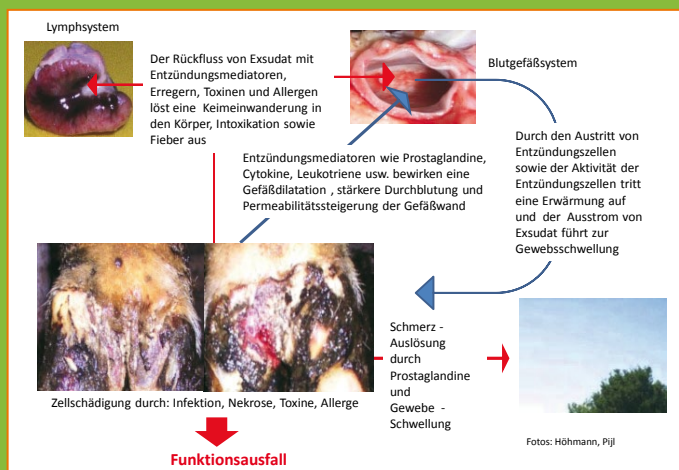 Lymphsystem
Der Rückfluss von Exsudat mit
Entzündungsmediatoren,
Erregern, Toxinen und Allergen
löst eine Keimeinwanderung in
den Körper, Intoxikation sowie
Fieber aus
Blutgefäßsystem
Entzündungsmediatoren wie Prostaglandine,
Cytokine, Leukotriene usw. bewirken eine
Gefäßdilatation , stärkere Durchblutung und
Permeabilitätssteigerung der Gefäßwand
Durch den Austritt von
Entzündungszellen
sowie der Aktivität der
Entzündungszellen tritt
eine Erwärmung auf
und der Ausstrom von
Exsudat führt zur
Gewebsschwellung
Schmerz -
Auslösung
durch
Prostaglandine
und
Gewebe -
Schwellung
Zellschädigung durch: Infektion, Nekrose, Toxine, Allerge
Funktionsausfall
Fotos: Höhmann, Pijl